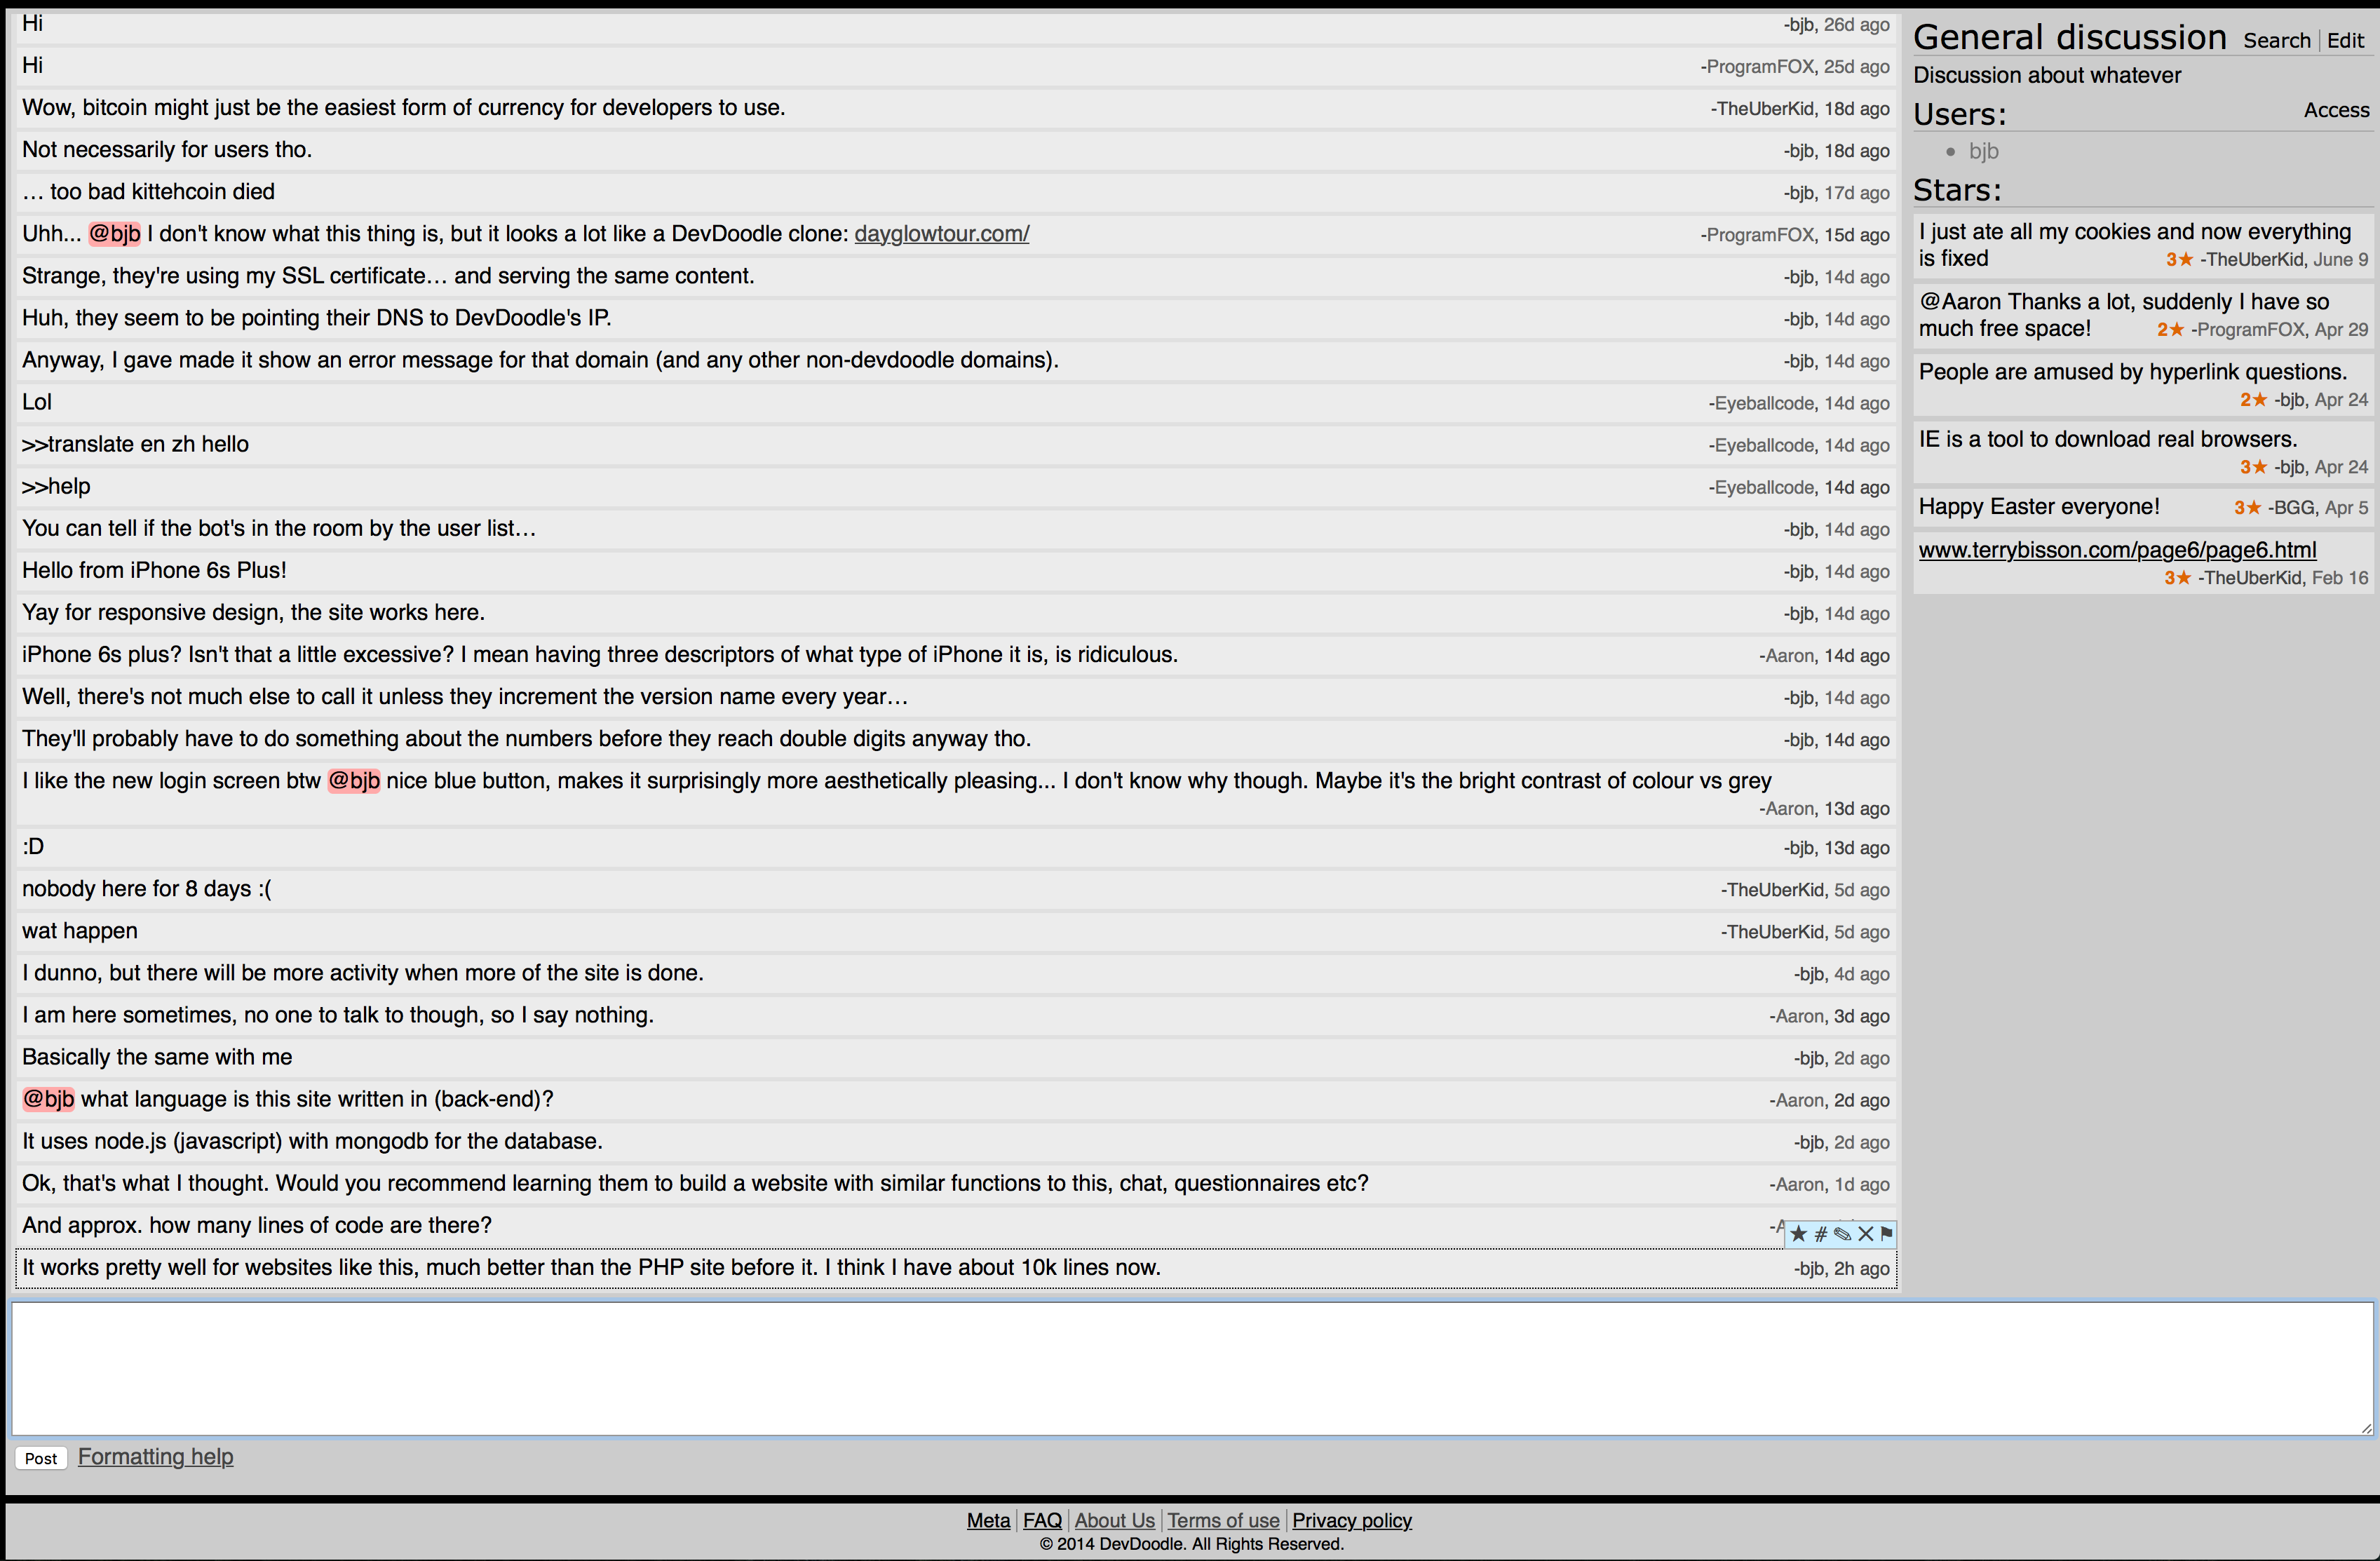 Hi -bjb, 26d ago
Hi -ProgramFOX, 25d ago
Wow, bitcoin might just be the easiest form of currency for developers to use. -TheUberKid, 18d ago
Not necessarily for users tho. -bjb, 18d ago
… too bad kittehcoin died -bjb, 17d ago
Uhh... @bjb I don't know what this thing is, but it looks a lot like a DevDoodle clone: dayglowtour.com/ -ProgramFOX, 15d ago
Strange, they're using my SSL certificate… and serving the same content. -bjb, 14d ago
Huh, they seem to be pointing their DNS to DevDoodle's IP. -bjb, 14d ago
Anyway, I gave made it show an error message for that domain (and any other non-devdoodle domains). -bjb, 14d ago
Lol -Eyeballcode, 14d ago
>>translate en zh hello -Eyeballcode, 14d ago
>>help -Eyeballcode, 14d ago
You can tell if the bot's in the room by the user list… -bjb, 14d ago
Hello from iPhone 6s Plus! -bjb, 14d ago
Yay for responsive design, the site works here. -bjb, 14d ago
iPhone 6s plus? Isn't that a little excessive? I mean having three descriptors of what type of iPhone it is, is ridiculous. -Aaron, 14d ago
Well, there's not much else to call it unless they increment the version name every year… -bjb, 14d ago
They'll probably have to do something about the numbers before they reach double digits anyway tho. -bjb, 14d ago
I like the new login screen btw @bjb nice blue button, makes it surprisingly more aesthetically pleasing... I don't know why though. Maybe it's the bright contrast of colour vs grey
-Aaron, 13d ago
:D -bjb, 13d ago
nobody here for 8 days :( -TheUberKid, 5d ago
wat happen -TheUberKid, 5d ago
I dunno, but there will be more activity when more of the site is done. -bjb, 4d ago
I am here sometimes, no one to talk to though, so I say nothing. -Aaron, 3d ago
Basically the same with me -bjb, 2d ago
@bjb what language is this site written in (back-end)? -Aaron, 2d ago
It uses node.js (javascript) with mongodb for the database. -bjb, 2d ago
Ok, that's what I thought. Would you recommend learning them to build a website with similar functions to this, chat, questionnaires etc? -Aaron, 1d ago
And approx. how many lines of code are there?
★ # ✎ ✕ ⚑
It works pretty well for websites like this, much better than the PHP site before it. I think I have about 10k lines now. -bjb, 2h ago
Post Formatting help
General discussion Search | Edit
Discussion about whatever
Users: Access
• bjb
Stars:
I just ate all my cookies and now everything
is fixed 3★ -TheUberKid, June 9
@Aaron Thanks a lot, suddenly I have so
much free space! 2★ -ProgramFOX, Apr 29
People are amused by hyperlink questions.
2★ -bjb, Apr 24
IE is a tool to download real browsers.
3★ -bjb, Apr 24
Happy Easter everyone! 3★ -BGG, Apr 5
www.terrybisson.com/page6/page6.html
3★ -TheUberKid, Feb 16
Meta | FAQ | About Us | Terms of use | Privacy policy
© 2014 DevDoodle. All Rights Reserved.